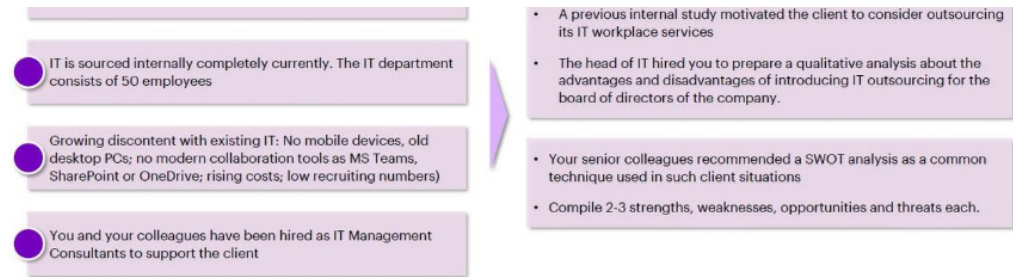 IT is sourced internally completely currently. The IT department
consists of 50 employees
Growing discontent with existing IT: No mobile devices, old
desktop PCs; no modern collaboration tools as MS Teams,
SharePoint or OneDrive; rising costs; low recruiting numbers)
You and your colleagues have been hired as IT Management
Consultants to support the client
• A previous internal study motivated the client to consider outsourcing
its IT workplace services
• The head of IT hired you to prepare a qualitative analysis about the
advantages and disadvantages of introducing IT outsourcing for the
board of directors of the company.
• Your senior colleagues recommended a SWOT analysis as a common
technique used in such client situations
• Compile 2-3 strengths, weaknesses, opportunities and threats each.